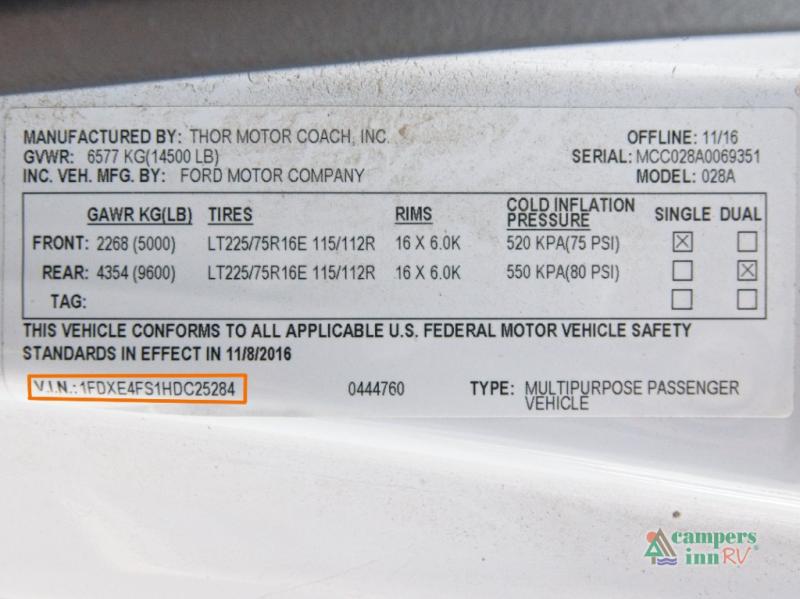 MANUFACTURED BY: THOR MOTOR COACH, INC. OFFLINE: 11/16
GVWR: 6577 KG(14500 LB) SERIAL: MCC028A0069351
INC. VEH. MFG. BY: FORD MOTOR COMPANY MODEL: 028A
GAWR KG(LB) TIRES RIMS COLD INFLATION PRESSURE SINGLE DUAL
FRONT: 2268 (5000) LT225/75R16E 115/112R 16 X 6.0K 520 KPA(75 PSI)
REAR: 4354 (9600) LT225/75R16E 115/112R 16 X 6.0K 550 KPA(80 PSI)
TAG:
THIS VEHICLE CONFORMS TO ALL APPLICABLE U.S. FEDERAL MOTOR VEHICLE SAFETY
STANDARDS IN EFFECT IN 11/8/2016
V.I.N.: 1FDXE4FS1HDC25284 0444760 TYPE: MULTIPURPOSE PASSENGER
VEHICLE
campers
inn RV®